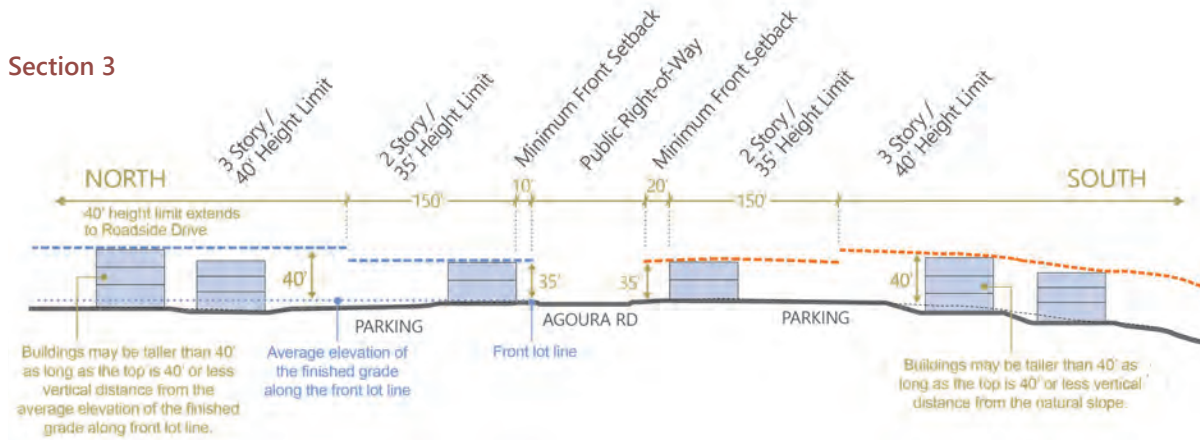 Section 3
3 Story /
40' Height Limit
2 Story /
35' Height Limit
Minimum Front Setback
Public Right-of-Way
Minimum Front Setback
2 Story /
35' Height Limit
3 Story /
40' Height Limit
NORTH
SOUTH
150'
10'
20'
150'
40' height limit extends
to Roadside Drive
40'
35'
35'
40'
PARKING
AGOURA RD
PARKING
Buildings may be taller than 40'
as long as the top is 40' or less
vertical distance from the
average elevation of the finished
grade along front lot line.
Average elevation of
the finished grade
along the front lot line
Front lot line
Buildings may be taller than 40' as
long as the top is 40' or less vertical
distance from the natural slope.